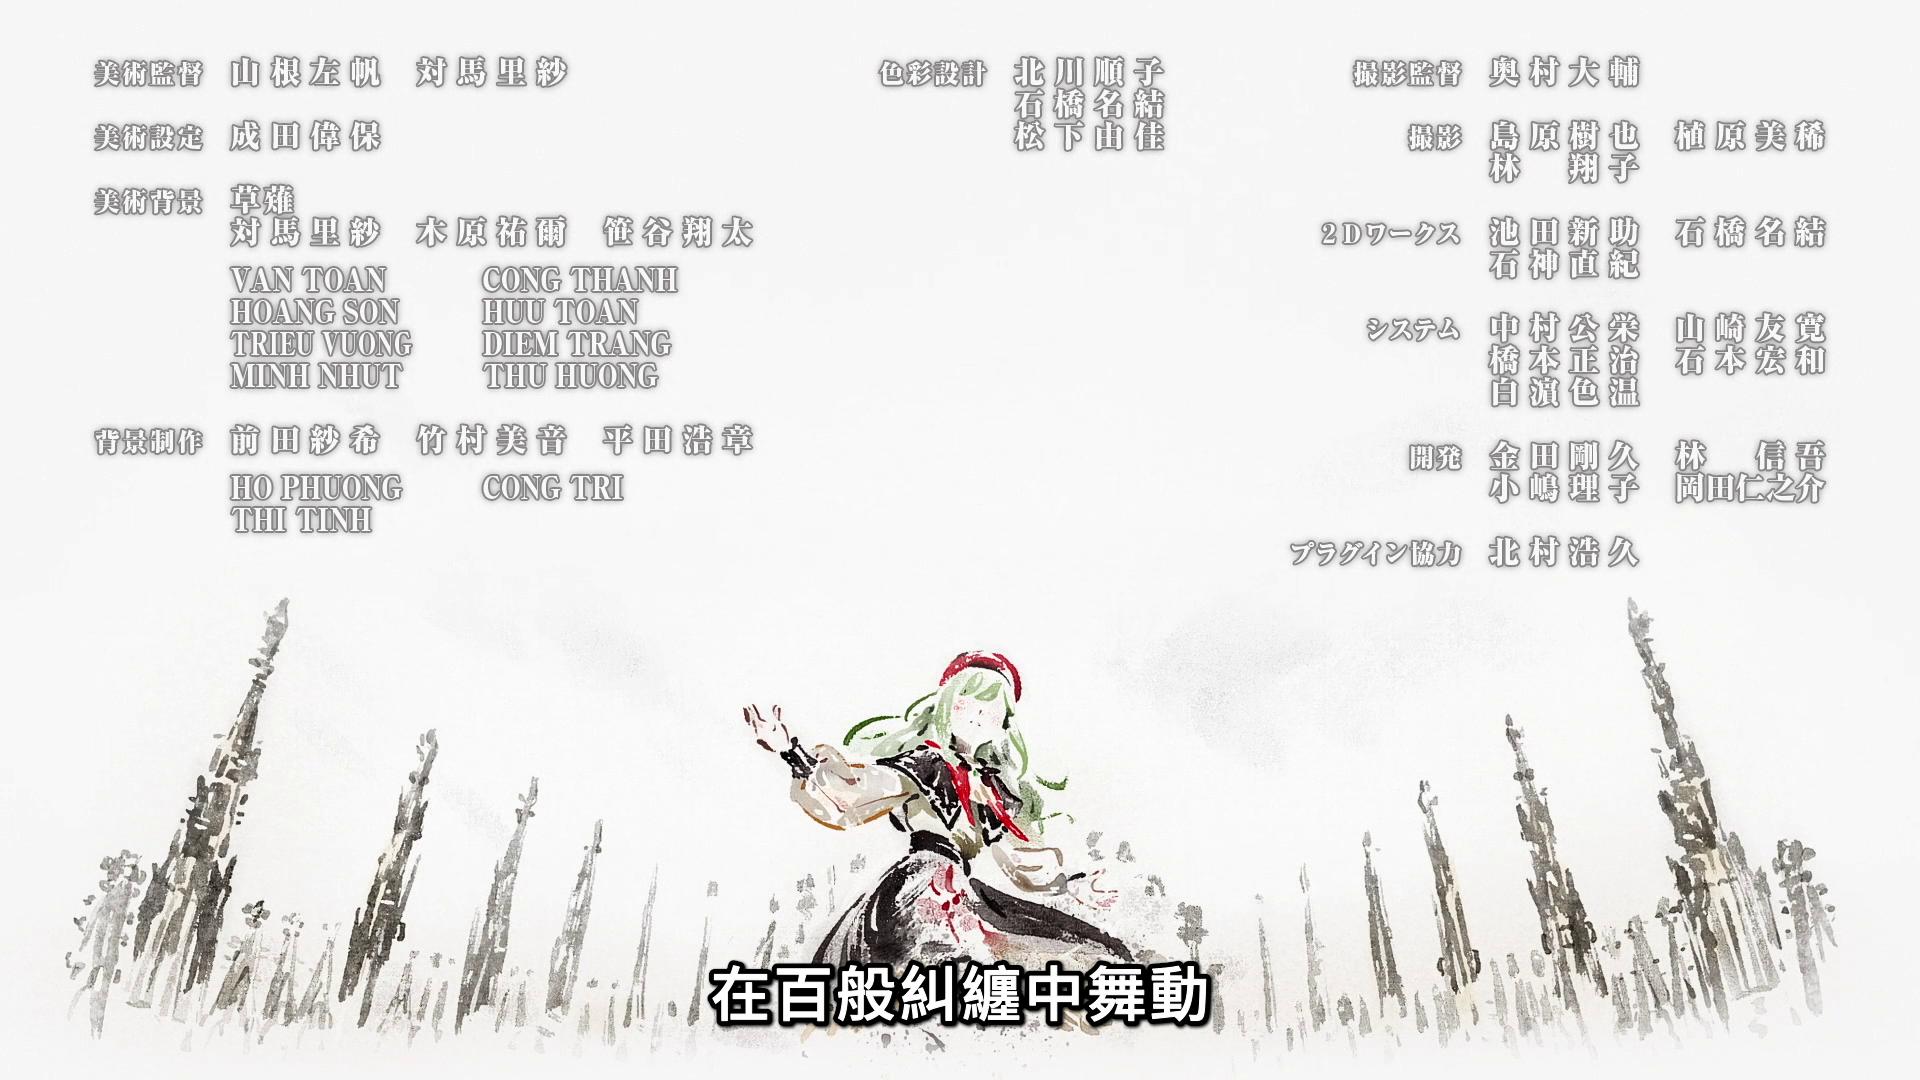 美術監督 山根左帆 対馬里紗
美術設定 成田偉保
美術背景 草薙
対馬里紗 木原祐爾 笹谷翔太
VAN TOAN CONG THANH
HOANG SON HUU TOAN
TRIEU VUONG DIEM TRANG
MINH NHUT THU HUONG
背景制作 前田紗希 竹村美音 平田浩章
HO PHUONG CONG TRI
THI TINH
色彩設計 北川順子
石橋名結
松下由佳
撮影監督 奥村大輔
撮影 島原樹也 植原美稀
林 翔子
2Dワークス 池田新助 石橋名結
石神直紀
システム 中村公栄 山崎友寛
橋本正治 石本宏和
白濵色温
開発 金田剛久 林 信吾
小嶋理子 岡田仁之介
プラグイン協力 北村浩久
在百般糾纏中舞動